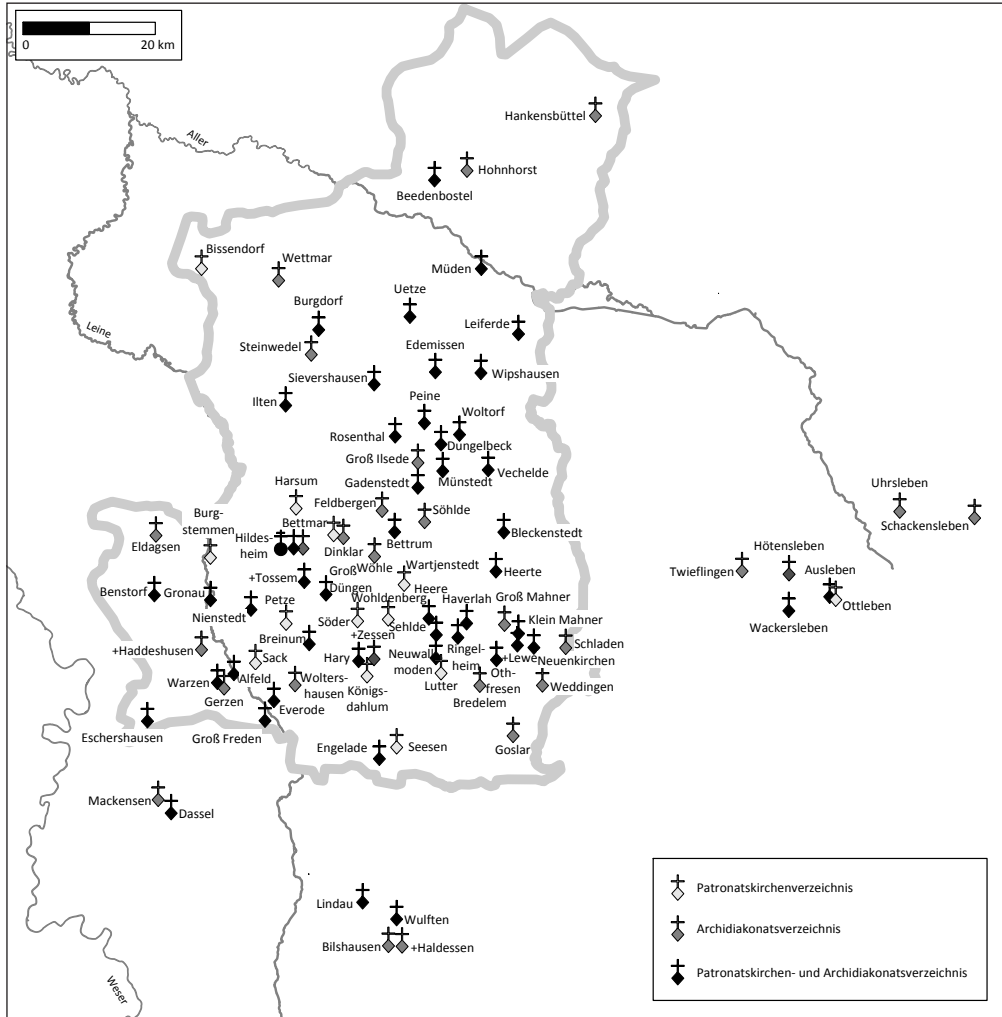 0 20 km
Aller
Hankensbüttel
Hohnhorst
Beedenbostel
Bissendorf
Wettmar
Müden
Uetze
Burgdorf
Leiferde
Leine
Steinwedel
Edemissen
Sievershausen
Wipshausen
Ilten
Peine
Woltorf
Rosenthal
Dungelbeck
Groß Ilsede
Vechelde
Gadenstedt
Münstedt
Harsum
Uhrsleben
Feldbergen
Söhlde
Schackensleben
Burg-
stemmen
Bettmar
Eldagsen
Hildes-
heim
Bleckenstedt
Dinklar
Bettrum
Hötensleben
Groß
Wöhle
Wartjenstedt
Twieflingen
Ausleben
+Tossem
Heerte
Düngen
Heere
Benstorf
Gronau
Ottleben
Petze
Wohldenberg
Haverlah
Groß Mahner
Wackersleben
Nienstedt
Söder
Sehlde
Klein Mahner
Breinum
+Zessen
Ringel-
heim
+Haddeshusen
Neuwall-
moden
+Lewe
Schladen
Sack
Hary
Neuenkirchen
Warzen
Alfeld
Wolters-
hausen
Königs-
dahlum
Lutter
Oth-
fresen
Weddingen
Gerzen
Bredelem
Everode
Eschershausen
Groß Freden
Engelade
Seesen
Goslar
Mackensen
Dassel
Lindau
Wulften
Bilshausen
+Haldessen
Weser
Patronatskirchenverzeichnis
Archidiakonatsverzeichnis
Patronatskirchen- und Archidiakonatsverzeichnis